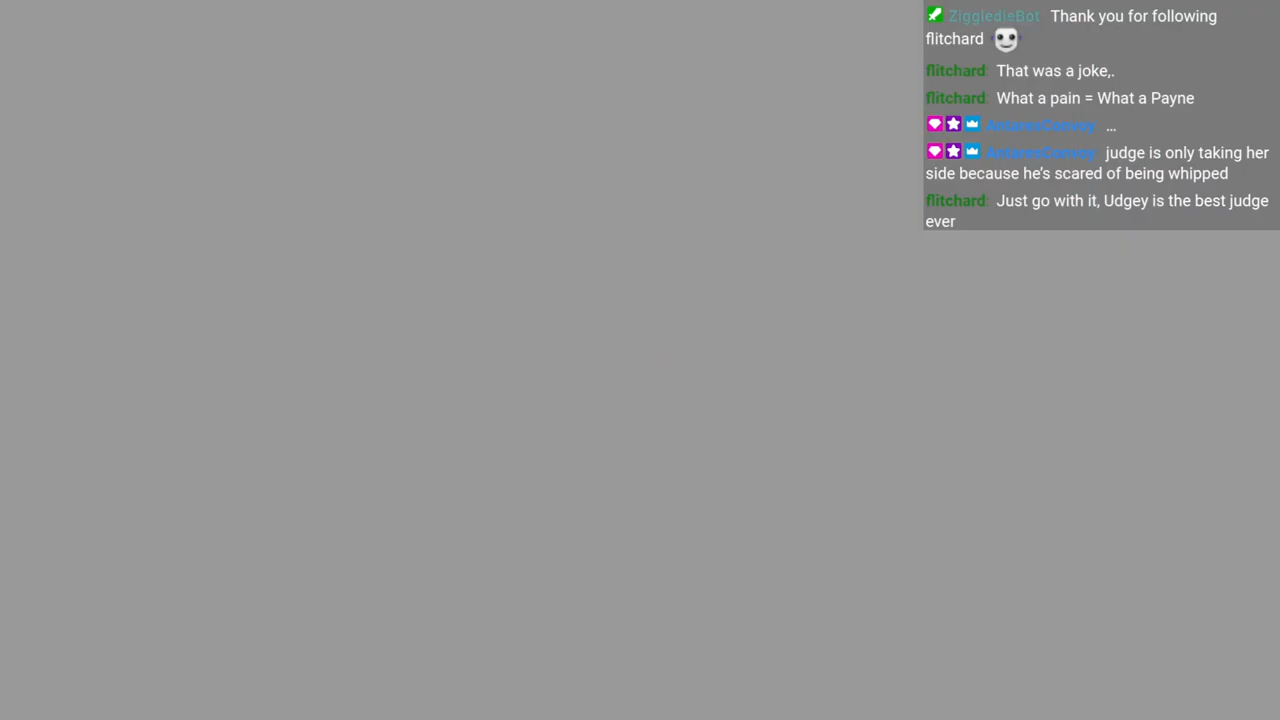 ZiggledieBot Thank you for following
flitchard
flitchard: That was a joke,.
flitchard: What a pain = What a Payne
AntaresConvoy: ...
AntaresConvoy: judge is only taking her
side because he's scared of being whipped
flitchard: Just go with it, Udgey is the best judge
ever